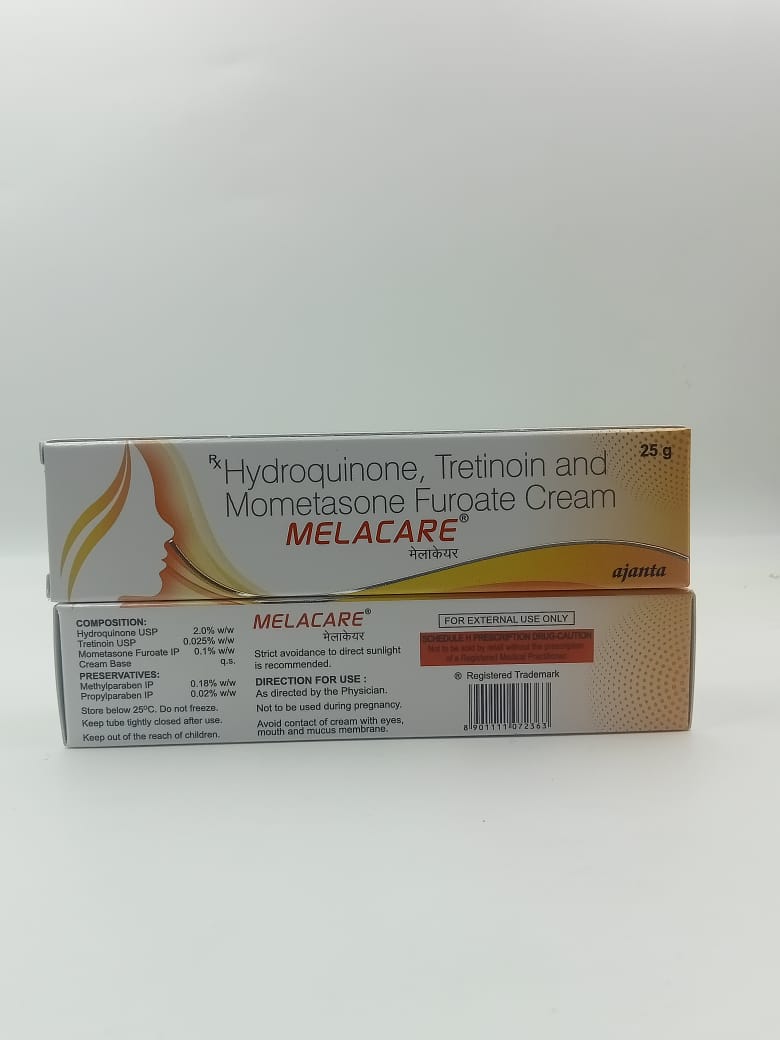 Rx Hydroquinone, Tretinoin and
Mometasone Furoate Cream
MELACARE®
मेलाकेयर
25 g
ajanta
COMPOSITION:
Hydroquinone USP 2.0% w/w
Tretinoin USP 0.025% w/w
Mometasone Furoate IP 0.1% w/w
Cream Base q.s.
PRESERVATIVES:
Methylparaben IP 0.18% w/w
Propylparaben IP 0.02% w/w
Store below 25°C. Do not freeze.
Keep tube tightly closed after use.
Keep out of the reach of children.
MELACARE®
मेलाकेयर
Strict avoidance to direct sunlight
is recommended.
DIRECTION FOR USE :
As directed by the Physician.
Not to be used during pregnancy.
Avoid contact of cream with eyes,
mouth and mucus membrane.
FOR EXTERNAL USE ONLY
SCHEDULE H PRESCRIPTION DRUG-CAUTION
Not to be sold by retail without the prescription
of a Registered Medical Practitioner.
® Registered Trademark
8 901111 072363